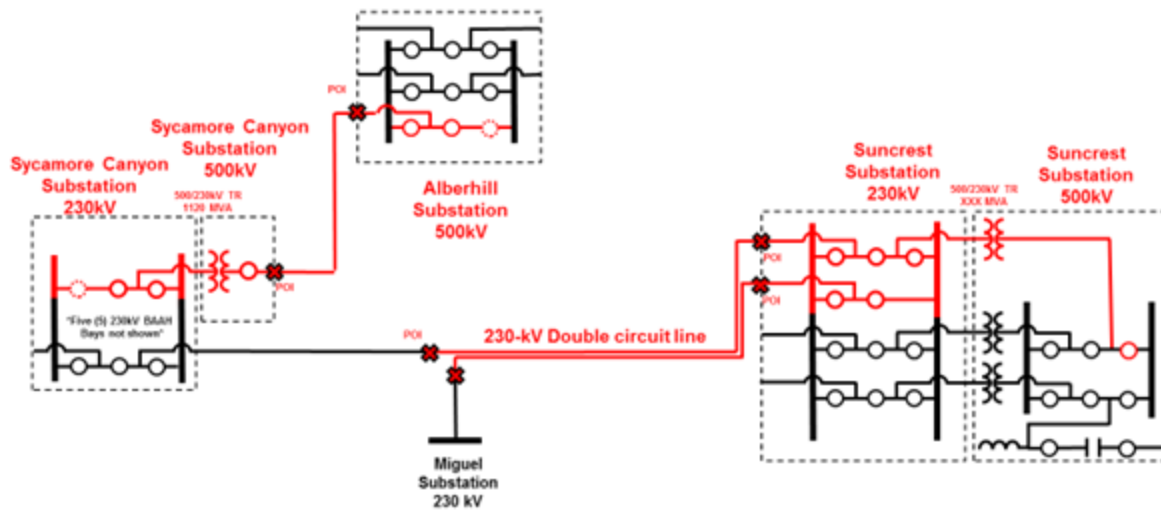 POI
Sycamore Canyon
Substation
500kV
500/230kV TR
1120 MVA
Sycamore Canyon
Substation
230kV
Alberhill
Substation
500kV
Suncrest
Substation
230kV
500/230kV TR
XXX MVA
Suncrest
Substation
500kV
POI
POI
POI
"Five (5) 230kV BAAH
Bays not shown"
POI
230-kV Double circuit line
Miguel
Substation
230 kV